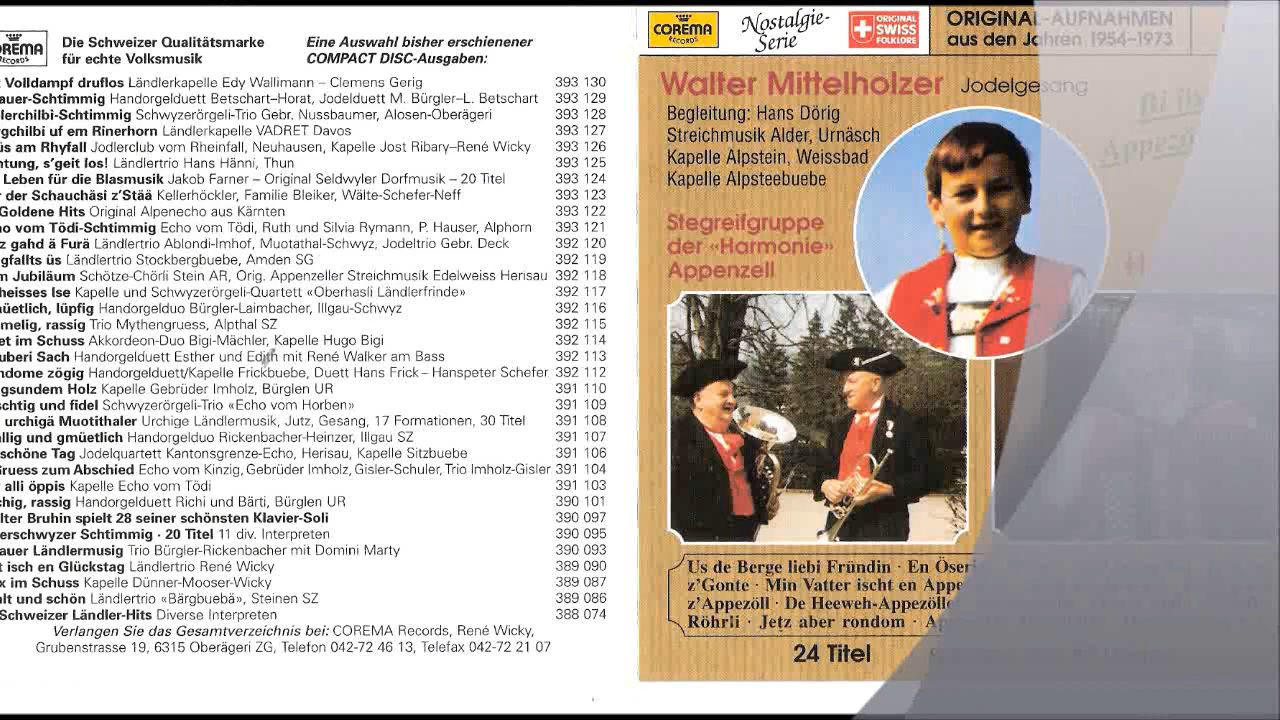 COREMA
RECORDS
Die Schweizer Qualitätsmarke
für echte Volksmusik
Eine Auswahl bisher erschienener
COMPACT DISC-Ausgaben:
Volldampf druflos Ländlerkapelle Edy Wallimann – Clemens Gerig 393 130
auer-Schtimmig Handorgelduett Betschart–Horat, Jodelduett M. Bürgler–L. Betschart 393 129
lerchilbi-Schtimmig Schwyzerörgeli-Trio Gebr. Nussbaumer, Alosen-Oberägeri 393 128
rgchilbi uf em Rinerhorn Ländlerkapelle VADRET Davos 393 127
üs am Rhyfall Jodlerclub vom Rheinfall, Neuhausen, Kapelle Jost Ribary–René Wicky 393 126
htung, s'geit los! Ländlertrio Hans Hänni, Thun 393 125
Leben für die Blasmusik Jakob Farner – Original Seldwyler Dorfmusik – 20 Titel 393 124
r der Schauchäsi z'Stää Kellerhöckler, Familie Bleiker, Wälte-Schefer-Neff 393 123
Goldene Hits Original Alpenecho aus Kärnten 393 122
ho vom Tödi-Schtimmig Echo vom Tödi, Ruth und Silvia Rymann, P. Hauser, Alphorn 393 121
z gahd ä Furä Ländlertrio Ablondi-Imhof, Muotathal-Schwyz, Jodeltrio Gebr. Deck 392 120
gfallts üs Ländlertrio Stockbergbuebe, Amden SG 392 119
m Jubiläum Schötze-Chörli Stein AR, Orig. Appenzeller Streichmusik Edelweiss Herisau 392 118
heisses Ise Kapelle und Schwyzerörgeli-Quartett «Oberhasli Ländlerfrinde» 392 117
müetlich, lüpfig Handorgelduo Bürgler-Laimbacher, Illgau-Schwyz 392 116
melig, rassig Trio Mythengruess, Alpthal SZ 392 115
et im Schuss Akkordeon-Duo Bigi-Mächler, Kapelle Hugo Bigi 392 114
uberi Sach Handorgelduett Esther und Edith mit René Walker am Bass 392 113
ndome zögig Handorgelduett/Kapelle Frickbuebe, Duett Hans Frick – Hanspeter Schefer 392 112
gsundem Holz Kapelle Gebrüder Imholz, Bürglen UR 391 110
schtig und fidel Schwyzerörgeli-Trio «Echo vom Horben» 391 109
urchigä Muotithaler Urchige Ländlermusik, Jutz, Gesang, 17 Formationen, 30 Titel 391 108
ällig und gmüetlich Handorgelduo Rickenbacher-Heinzer, Illgau SZ 391 107
schöne Tag Jodelquartett Kantonsgrenze-Echo, Herisau, Kapelle Sitzbuebe 391 106
Gruess zum Abschied Echo vom Kinzig, Gebrüder Imholz, Gisler-Schuler, Trio Imholz-Gisler 391 104
alli öppis Kapelle Echo vom Tödi 391 103
chig, rassig Handorgelduett Richi und Bärti, Bürglen UR 390 101
lter Bruhin spielt 28 seiner schönsten Klavier-Soli 390 097
erschwyzer Schtimmig · 20 Titel 11 div. Interpreten 390 095
auer Ländlermusig Trio Bürgler-Rickenbacher mit Domini Marty 390 093
t isch en Glückstag Ländlertrio René Wicky 389 090
x im Schuss Kapelle Dünner-Mooser-Wicky 389 087
alt und schön Ländlertrio «Bärgbuebä», Steinen SZ 389 086
Schweizer Ländler-Hits Diverse Interpreten 388 074
Verlangen Sie das Gesamtverzeichnis bei: COREMA Records, René Wicky,
Grubenstrasse 19, 6315 Oberägeri ZG, Telefon 042-72 46 13, Telefax 042-72 21 07
COREMA
RECORDS
Nostalgie-
Serie
ORIGINAL
SWISS
FOLKLORE
ORIGINAL-AUFNAHMEN
aus den Jahren 1954–1973
Walter Mittelholzer Jodelgesang
Begleitung: Hans Dörig
Streichmusik Alder, Urnäsch
Kapelle Alpstein, Weissbad
Kapelle Alpsteebuebe
Stegreifgruppe
der «Harmonie»
Appenzell
Us de Berge liebi Fründin · En Öseri
z'Gonte · Min Vatter ischt en Appe
z'Appezöll · De Heeweh-Appezölle
Röhrli · Jetz aber rondom · Ap
24 Titel